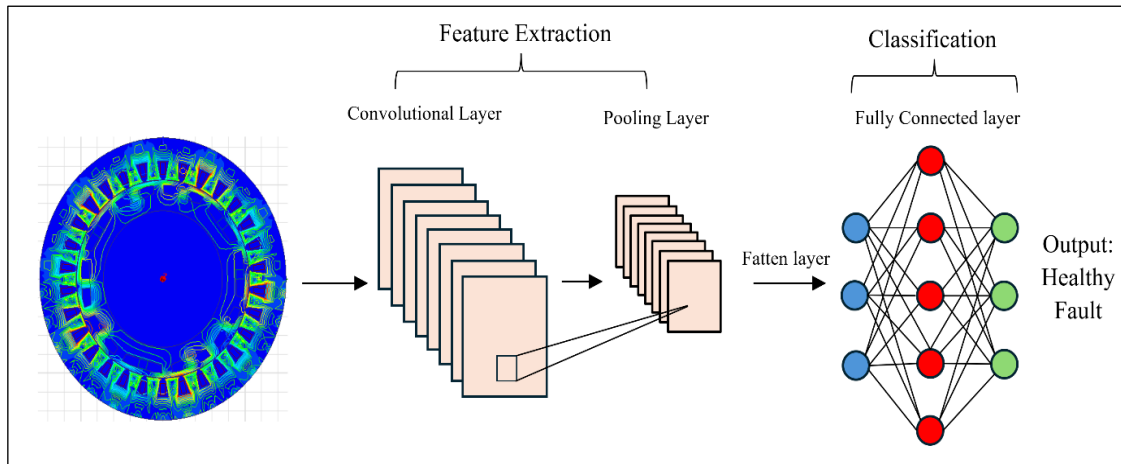 Feature Extraction
Classification
Convolutional Layer
Pooling Layer
Fully Connected layer
Fatten layer
Output:
Healthy
Fault